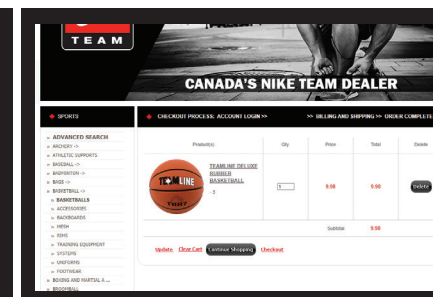 TEAM
CANADA'S NIKE TEAM DEALER
SPORTS
CHECKOUT PROCESS: ACCOUNT LOGIN >>
>> BILLING AND SHIPPING >> ORDER COMPLETE
ADVANCED SEARCH
ARCHERY ->
ATHLETIC SUPPORTS
BASEBALL ->
BADMINTON ->
BASE ->
BASKETBALL ->
BASKETBALLS
ACCESSORIES
BACKBOARDS
MESH
RIMS
TRAINING EQUIPMENT
SYSTEMS
UNIFORMS
FOOTWEAR
BOXING AND MARTIAL A ...
BROOMBALL
Product(s)
Qty
Price
Total
Delete
TEAMLINE
TEAMLINE DELUXE
RUBBER
BASKETBALL
9.98
9.98
Delete
Subtotal
9.98
Update
Clear Cart
Continue Shopping
Checkout